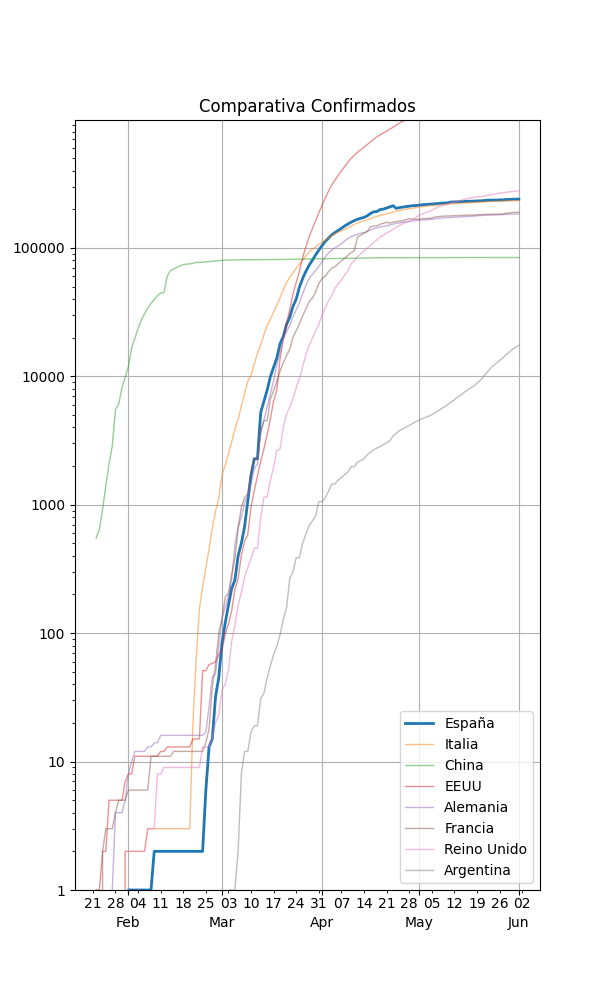 Comparativa Confirmados
100000
10000
1000
100
10
1
España
Italia
China
EEUU
Alemania
Francia
Reino Unido
Argentina
21 28 04 11 18 25 03 10 17 24 31 07 14 21 28 05 12 19 26 02
Feb Mar Apr May Jun